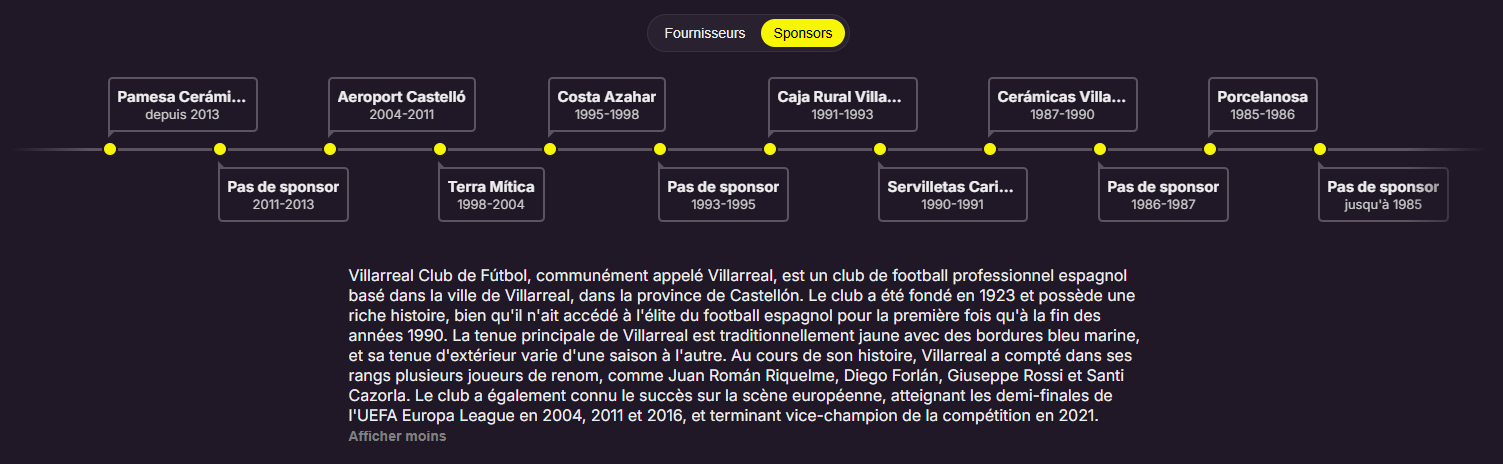 Fournisseurs
Sponsors
Pamesa Cerámi...
depuis 2013
Aeroport Castelló
2004-2011
Costa Azahar
1995-1998
Caja Rural Villa...
1991-1993
Cerámicas Villa...
1987-1990
Porcelanosa
1985-1986
Pas de sponsor
2011-2013
Terra Mítica
1998-2004
Pas de sponsor
1993-1995
Servilletas Cari...
1990-1991
Pas de sponsor
1986-1987
Pas de sponsor
jusqu'à 1985
Villarreal Club de Fútbol, communément appelé Villarreal, est un club de football professionnel espagnol
basé dans la ville de Villarreal, dans la province de Castellón. Le club a été fondé en 1923 et possède une
riche histoire, bien qu'il n'ait accédé à l'élite du football espagnol pour la première fois qu'à la fin des
années 1990. La tenue principale de Villarreal est traditionnellement jaune avec des bordures bleu marine,
et sa tenue d'extérieur varie d'une saison à l'autre. Au cours de son histoire, Villarreal a compté dans ses
rangs plusieurs joueurs de renom, comme Juan Román Riquelme, Diego Forlán, Giuseppe Rossi et Santi
Cazorla. Le club a également connu le succès sur la scène européenne, atteignant les demi-finales de
l'UEFA Europa League en 2004, 2011 et 2016, et terminant vice-champion de la compétition en 2021.
Afficher moins